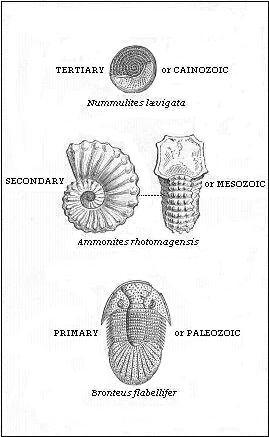 TERTIARY or CAINOZOIC
Nummulites lævigata
SECONDARY or MESOZOIC
Ammonites rhotomagensis
PRIMARY or PALEOZOIC
Bronteus flabellifer